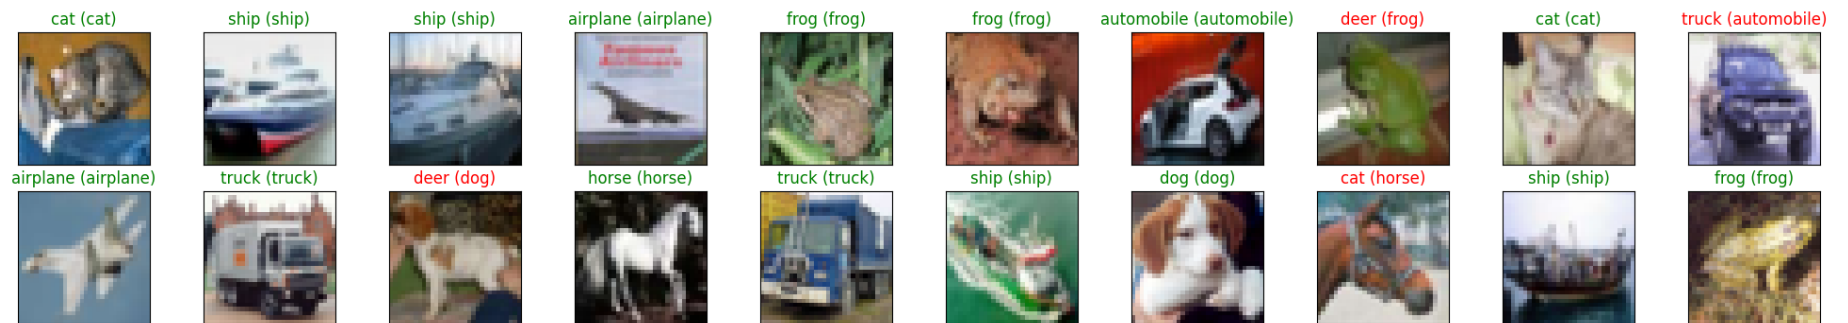 cat (cat) ship (ship) ship (ship) airplane (airplane) frog (frog) frog (frog) automobile (automobile) deer (frog) cat (cat) truck (automobile)
airplane (airplane) truck (truck) deer (dog) horse (horse) truck (truck) ship (ship) dog (dog) cat (horse) ship (ship) frog (frog)